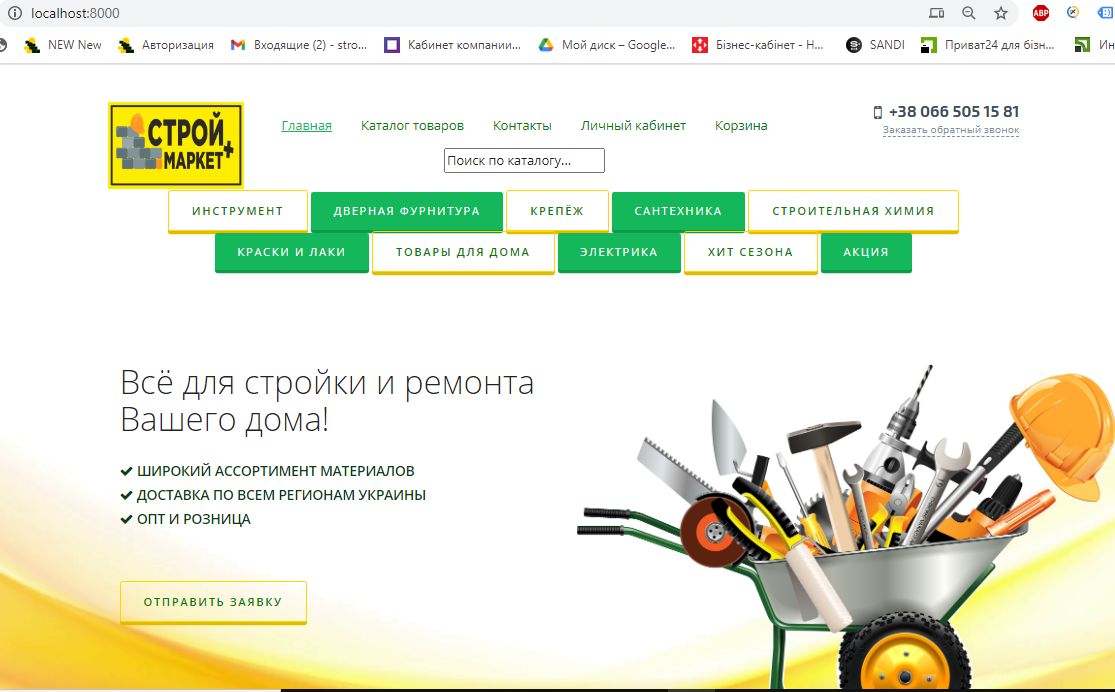 localhost:8000
NEW New Авторизация Входящие (2) - stro... Кабинет компании... Мой диск – Google... Бізнес-кабінет - Н... SANDI Приват24 для бізн... Ин
ABP
СТРОЙ+
МАРКЕТ
Главная Каталог товаров Контакты Личный кабинет Корзина
+38 066 505 15 81
Заказать обратный звонок
Поиск по каталогу...
ИНСТРУМЕНТ ДВЕРНАЯ ФУРНИТУРА КРЕПЁЖ САНТЕХНИКА СТРОИТЕЛЬНАЯ ХИМИЯ
КРАСКИ И ЛАКИ ТОВАРЫ ДЛЯ ДОМА ЭЛЕКТРИКА ХИТ СЕЗОНА АКЦИЯ
Всё для стройки и ремонта
Вашего дома!
ШИРОКИЙ АССОРТИМЕНТ МАТЕРИАЛОВ
ДОСТАВКА ПО ВСЕМ РЕГИОНАМ УКРАИНЫ
ОПТ И РОЗНИЦА
ОТПРАВИТЬ ЗАЯВКУ